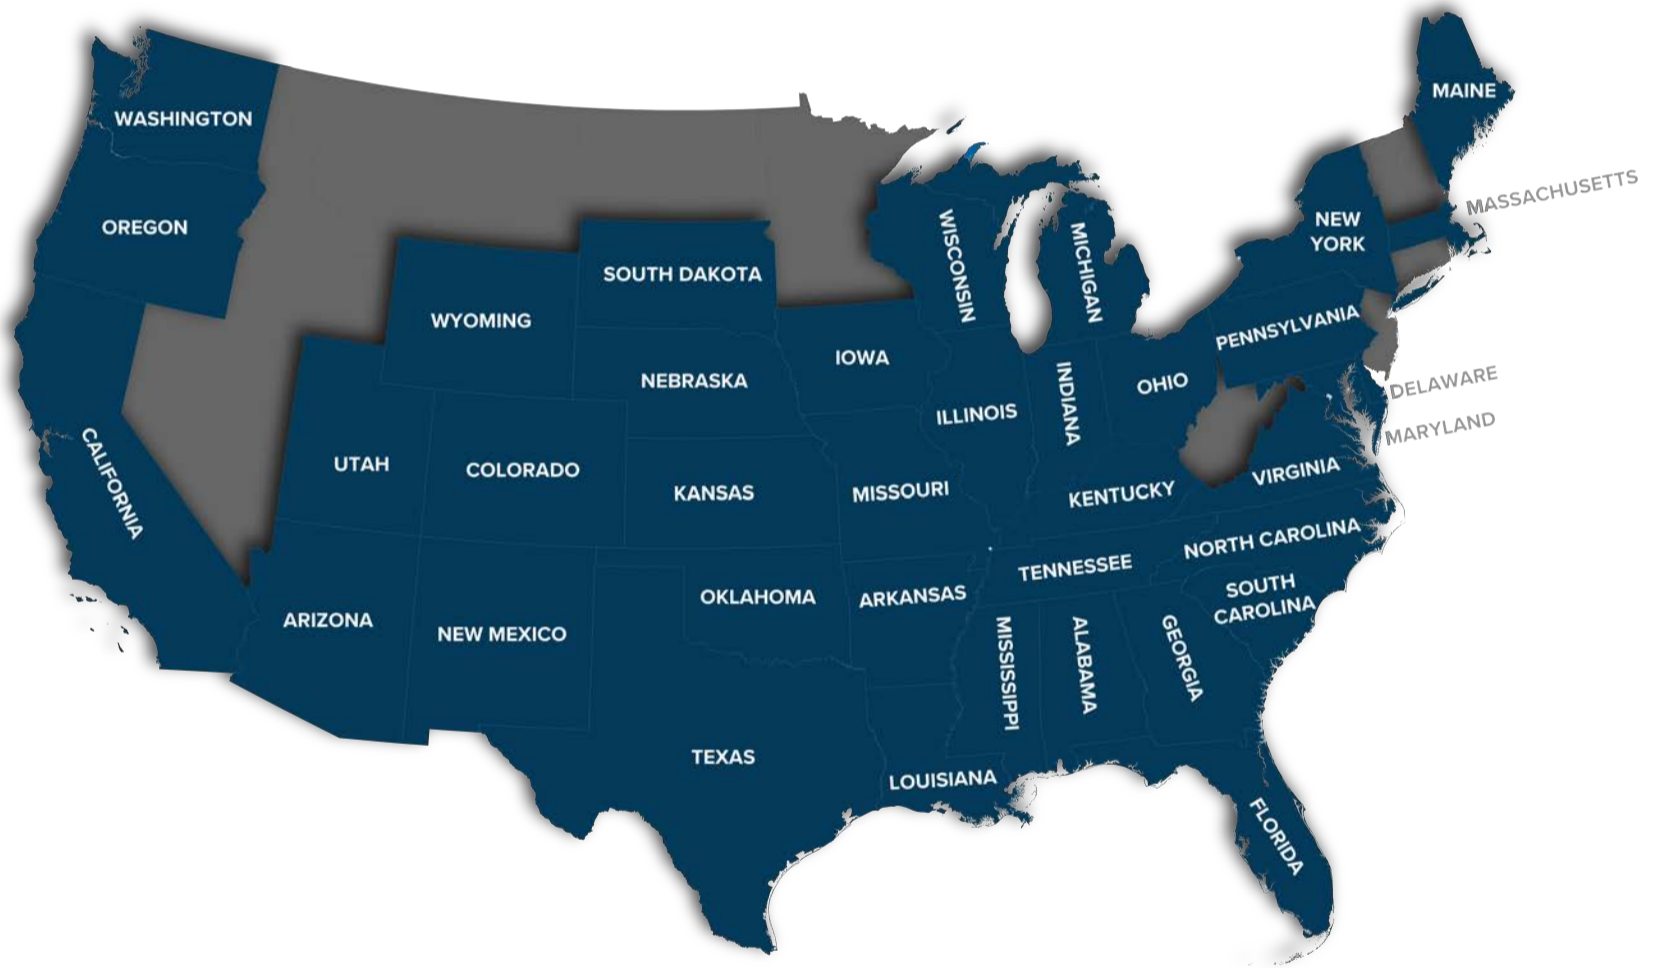 MAINE
WASHINGTON
MASSACHUSETTS
OREGON
NEW
YORK
WISCONSIN
MICHIGAN
SOUTH DAKOTA
WYOMING
PENNSYLVANIA
IOWA
NEBRASKA
OHIO
DELAWARE
INDIANA
ILLINOIS
MARYLAND
UTAH
COLORADO
CALIFORNIA
KANSAS
MISSOURI
KENTUCKY
VIRGINIA
NORTH CAROLINA
TENNESSEE
SOUTH
CAROLINA
OKLAHOMA
ARKANSAS
ARIZONA
NEW MEXICO
MISSISSIPPI
ALABAMA
GEORGIA
TEXAS
LOUISIANA
FLORIDA